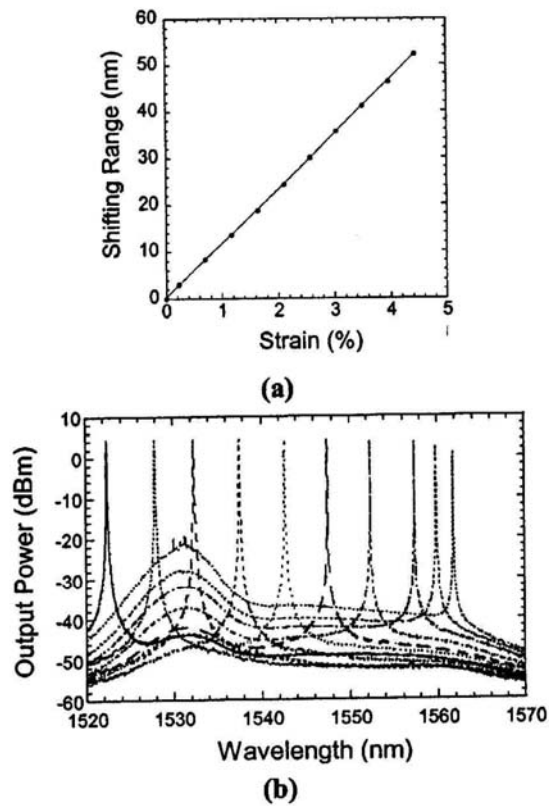 60
50
40
30
20
10
0
Shifting Range (nm)
0 1 2 3 4 5
Strain (%)
(a)
10
0
-10
-20
-30
-40
-50
-60
Output Power (dBm)
1520 1530 1540 1550 1560 1570
Wavelength (nm)
(b)